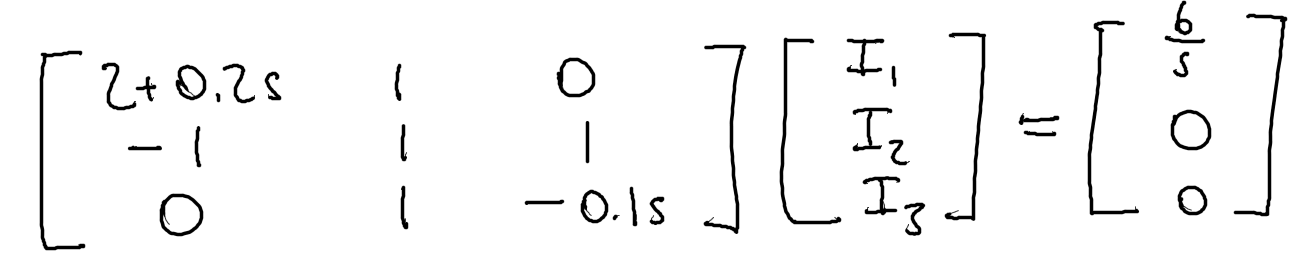 [ 2+0.2s 1 0 ] [ I₁ ] = [ 6/s ]
[ -1 1 1 ] [ I₂ ] = [ 0 ]
[ 0 1 -0.1s ] [ I₃ ] = [ 0 ]